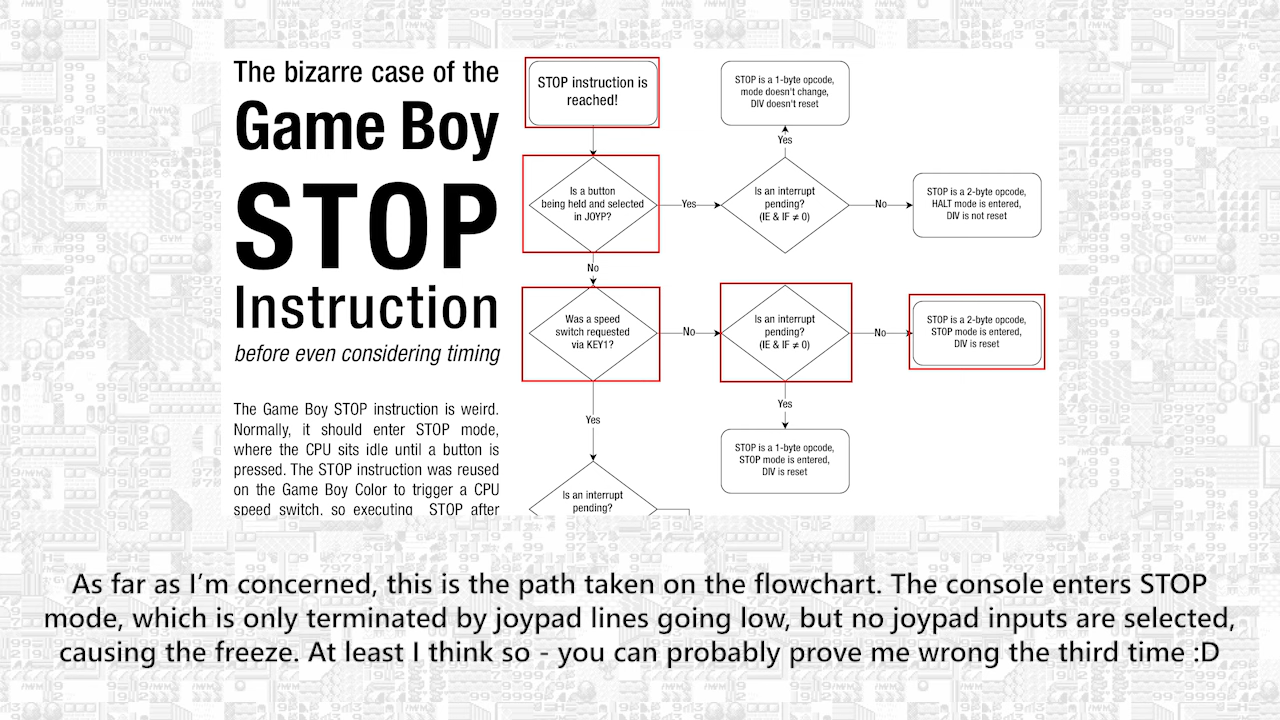 The bizarre case of the
Game Boy
STOP
Instruction
before even considering timing
The Game Boy STOP instruction is weird.
Normally, it should enter STOP mode,
where the CPU sits idle until a button is
pressed. The STOP instruction was reused
on the Game Boy Color to trigger a CPU
speed switch, so executing STOP after
STOP instruction is
reached!
Is a button
being held and selected
in JOYP?
Yes
Is an interrupt
pending?
(IE & IF ≠ 0)
Yes
STOP is a 1-byte opcode,
mode doesn't change,
DIV doesn't reset
No
STOP is a 2-byte opcode,
HALT mode is entered,
DIV is not reset
No
Was a speed
switch requested
via KEY1?
No
Is an interrupt
pending?
(IE & IF ≠ 0)
No
STOP is a 2-byte opcode,
STOP mode is entered,
DIV is reset
Yes
STOP is a 1-byte opcode,
STOP mode is entered,
DIV is reset
Yes
Is an interrupt
pending?
As far as I'm concerned, this is the path taken on the flowchart. The console enters STOP
mode, which is only terminated by joypad lines going low, but no joypad inputs are selected,
causing the freeze. At least I think so - you can probably prove me wrong the third time :D